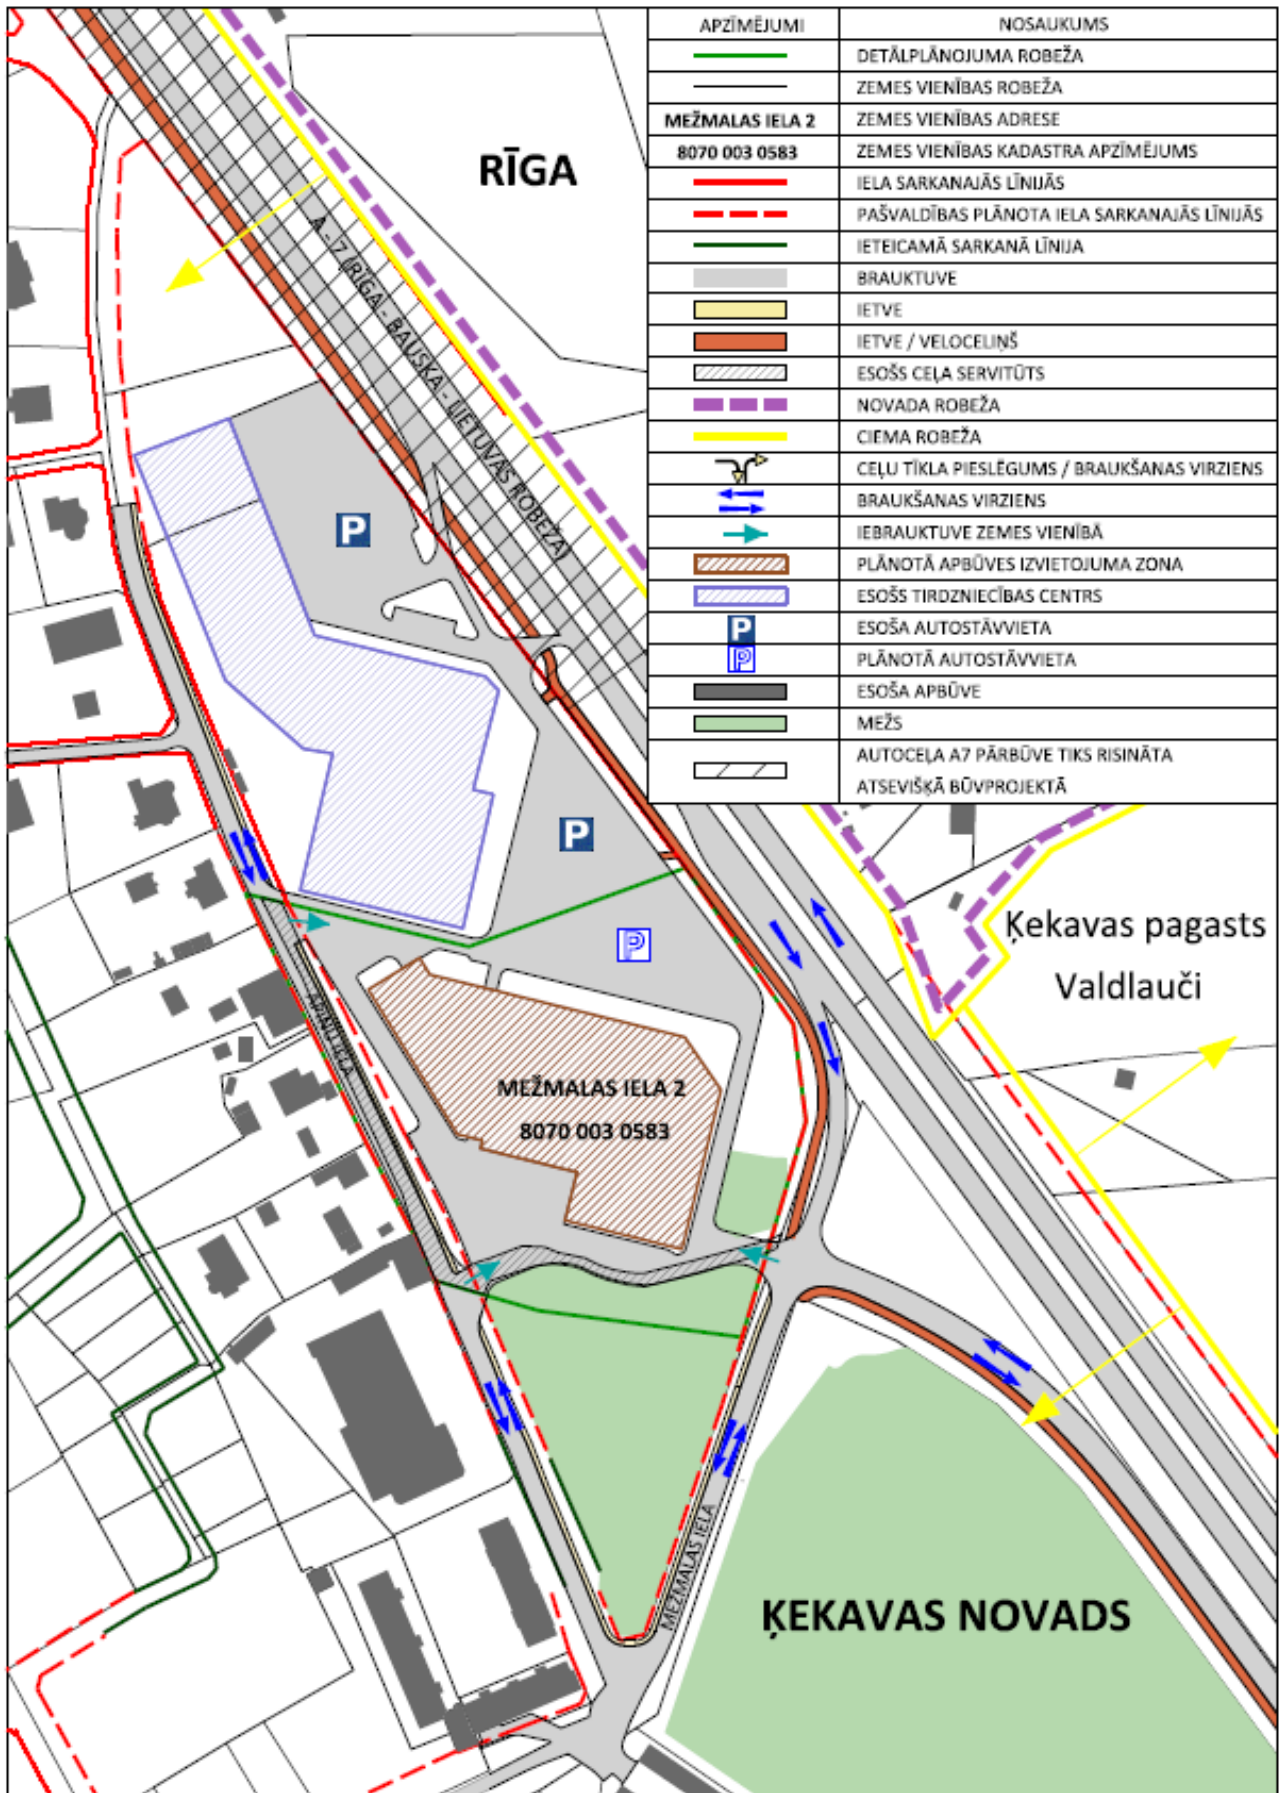 APZĪMĒJUMI NOSAUKUMS
DETĀLPLĀNOJUMA ROBEŽA
ZEMES VIENĪBAS ROBEŽA
MEŽMALAS IELA 2 ZEMES VIENĪBAS ADRESE
8070 003 0583 ZEMES VIENĪBAS KADASTRA APZĪMĒJUMS
IELA SARKANAJĀS LĪNIJĀS
PAŠVALDĪBAS PLĀNOTA IELA SARKANAJĀS LĪNIJĀS
IETEICAMĀ SARKANĀ LĪNIJA
BRAUKTUVE
IETVE
IETVE / VELOCELIŅŠ
ESOŠS CEĻA SERVITŪTS
NOVADA ROBEŽA
CIEMA ROBEŽA
CEĻU TĪKLA PIESLĒGUMS / BRAUKŠANAS VIRZIENS
BRAUKŠANAS VIRZIENS
IEBRAUKTUVE ZEMES VIENĪBĀ
PLĀNOTĀ APBŪVES IZVIETOJUMA ZONA
ESOŠS TIRDZNIECĪBAS CENTRS
P ESOŠA AUTOSTĀVVIETA
P PLĀNOTĀ AUTOSTĀVVIETA
ESOŠA APBŪVE
MEŽS
AUTOCEĻA A7 PĀRBŪVE TIKS RISINĀTA
ATSEVIŠĶĀ BŪVPROJEKTĀ
RĪGA
A - 7 (RĪGA - BAUSKA - LIETUVAS ROBEŽA)
P
P
P
Ķekavas pagasts
Valdlauči
MEŽMALAS IELA 2
8070 003 0583
MEŽMALAS IELA
ĶEKAVAS NOVADS